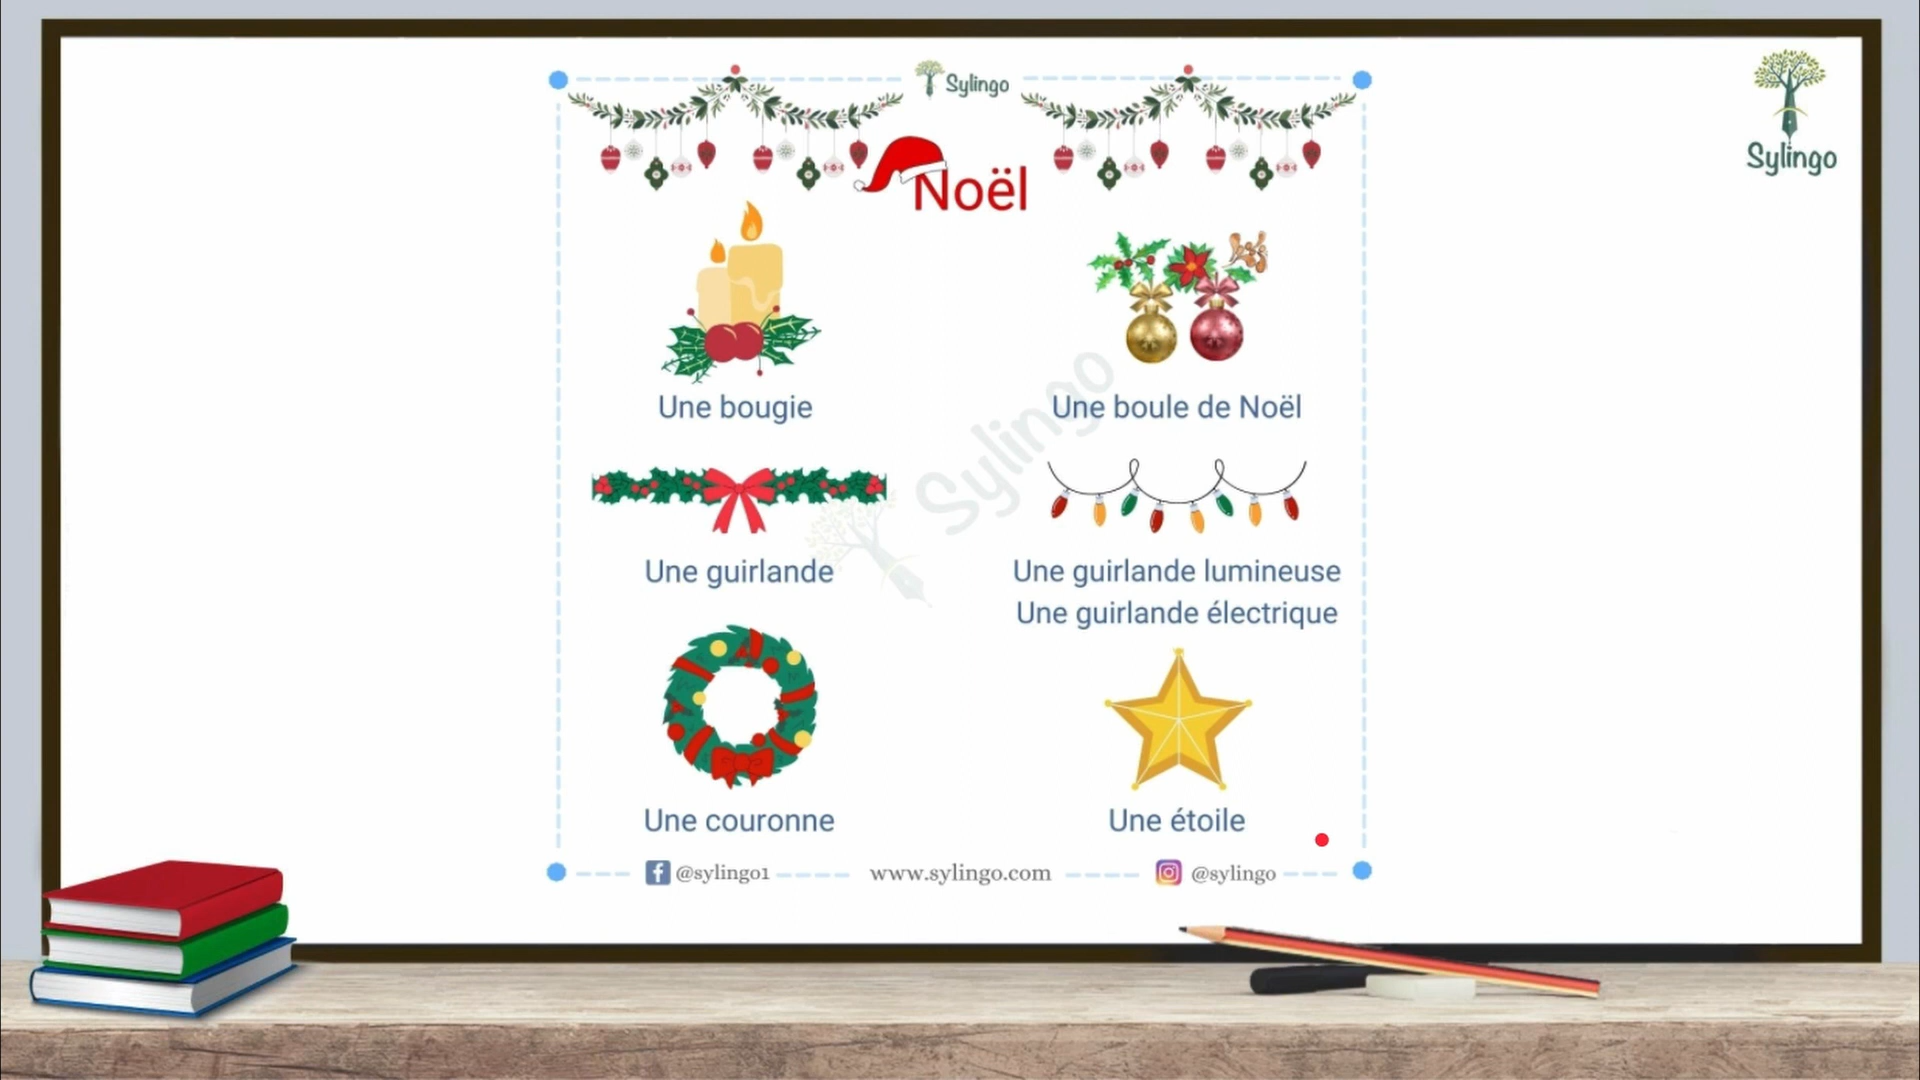 Sylingo
Sylingo
Noël
Une bougie
Une boule de Noël
Sylingo
Une guirlande
Une guirlande lumineuse
Une guirlande électrique
Une couronne
Une étoile
@sylingo1
www.sylingo.com
@sylingo